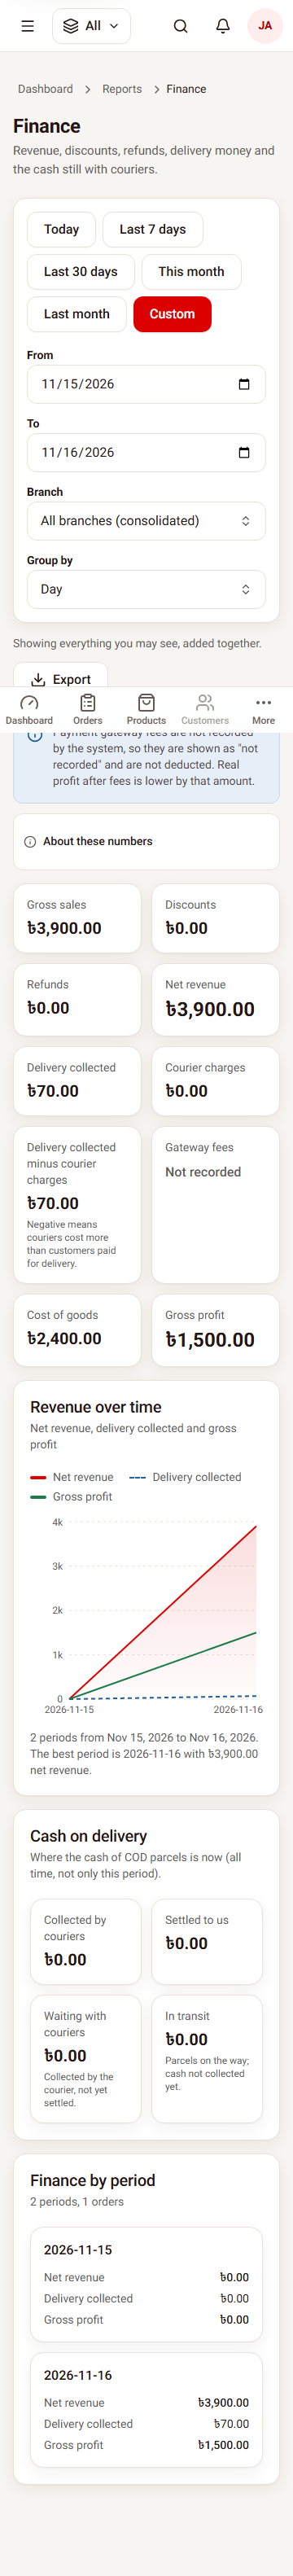 All
JA
Dashboard > Reports > Finance
Finance
Revenue, discounts, refunds, delivery money and
the cash still with couriers.
Today
Last 7 days
Last 30 days
This month
Last month
Custom
From
11/15/2026
To
11/16/2026
Branch
All branches (consolidated)
Group by
Day
Showing everything you may see, added together.
Export
Dashboard
Orders
Products
Customers
More
Payment gateway fees are not recorded
by the system, so they are shown as "not
recorded" and are not deducted. Real
profit after fees is lower by that amount.
About these numbers
Gross sales
৳3,900.00
Discounts
৳0.00
Refunds
৳0.00
Net revenue
৳3,900.00
Delivery collected
৳70.00
Courier charges
৳0.00
Delivery collected
minus courier
charges
৳70.00
Negative means
couriers cost more
than customers paid
for delivery.
Gateway fees
Not recorded
Cost of goods
৳2,400.00
Gross profit
৳1,500.00
Revenue over time
Net revenue, delivery collected and gross
profit
Net revenue
Delivery collected
Gross profit
4k
3k
2k
1k
0
2026-11-15
2026-11-16
2 periods from Nov 15, 2026 to Nov 16, 2026.
The best period is 2026-11-16 with ৳3,900.00
net revenue.
Cash on delivery
Where the cash of COD parcels is now (all
time, not only this period).
Collected by
couriers
৳0.00
Settled to us
৳0.00
Waiting with
couriers
৳0.00
Collected by the
courier, not yet
settled.
In transit
৳0.00
Parcels on the way;
cash not collected
yet.
Finance by period
2 periods, 1 orders
2026-11-15
Net revenue ৳0.00
Delivery collected ৳0.00
Gross profit ৳0.00
2026-11-16
Net revenue ৳3,900.00
Delivery collected ৳70.00
Gross profit ৳1,500.00